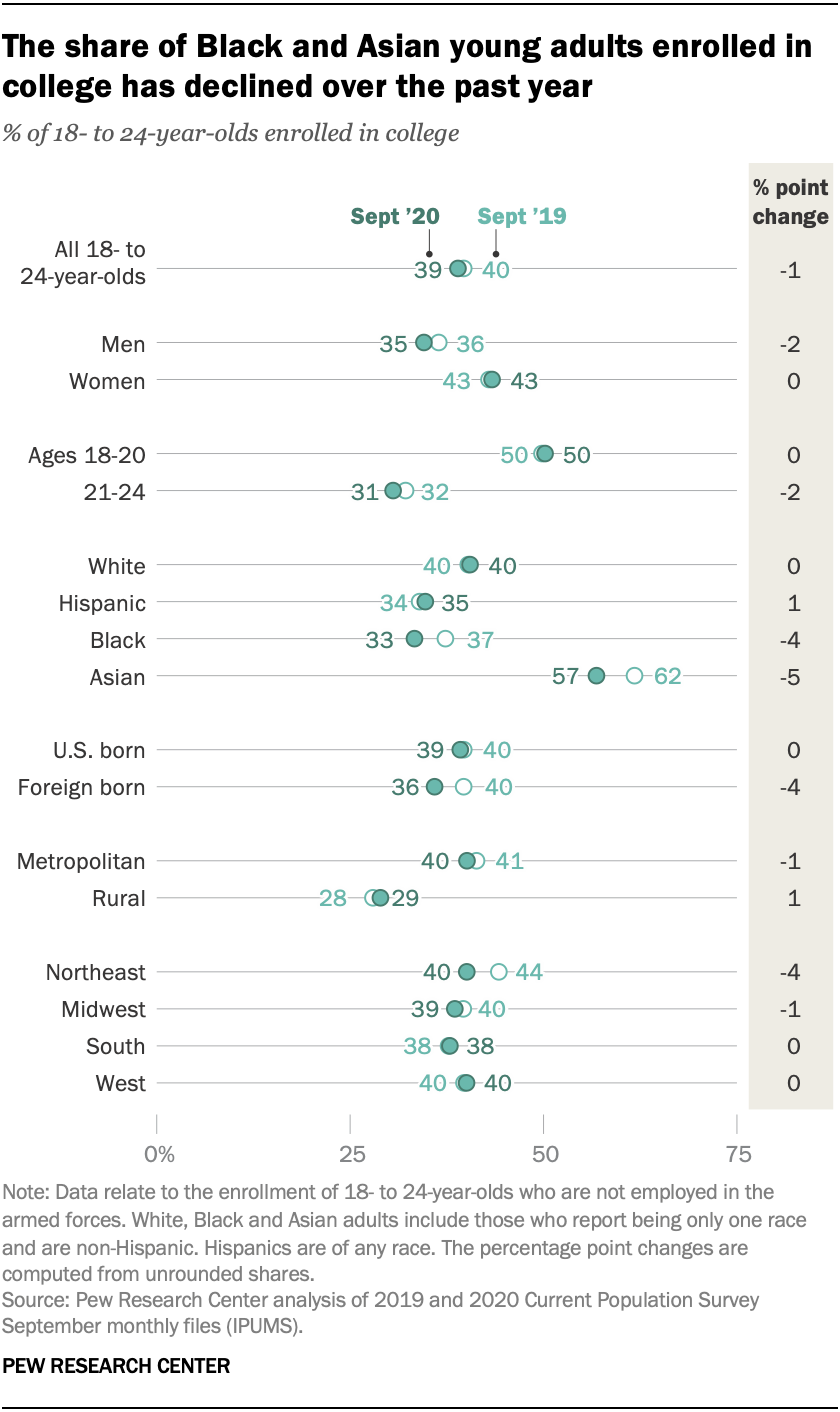 The share of Black and Asian young adults enrolled in
college has declined over the past year
% of 18- to 24-year-olds enrolled in college
% point
change
Sept ’20 Sept ’19
All 18- to
24-year-olds 39 40 -1
Men 35 36 -2
Women 43 43 0
Ages 18-20 50 50 0
21-24 31 32 -2
White 40 40 0
Hispanic 34 35 1
Black 33 37 -4
Asian 57 62 -5
U.S. born 39 40 0
Foreign born 36 40 -4
Metropolitan 40 41 -1
Rural 28 29 1
Northeast 40 44 -4
Midwest 39 40 -1
South 38 38 0
West 40 40 0
0% 25 50 75
Note: Data relate to the enrollment of 18- to 24-year-olds who are not employed in the
armed forces. White, Black and Asian adults include those who report being only one race
and are non-Hispanic. Hispanics are of any race. The percentage point changes are
computed from unrounded shares.
Source: Pew Research Center analysis of 2019 and 2020 Current Population Survey
September monthly files (IPUMS).
PEW RESEARCH CENTER